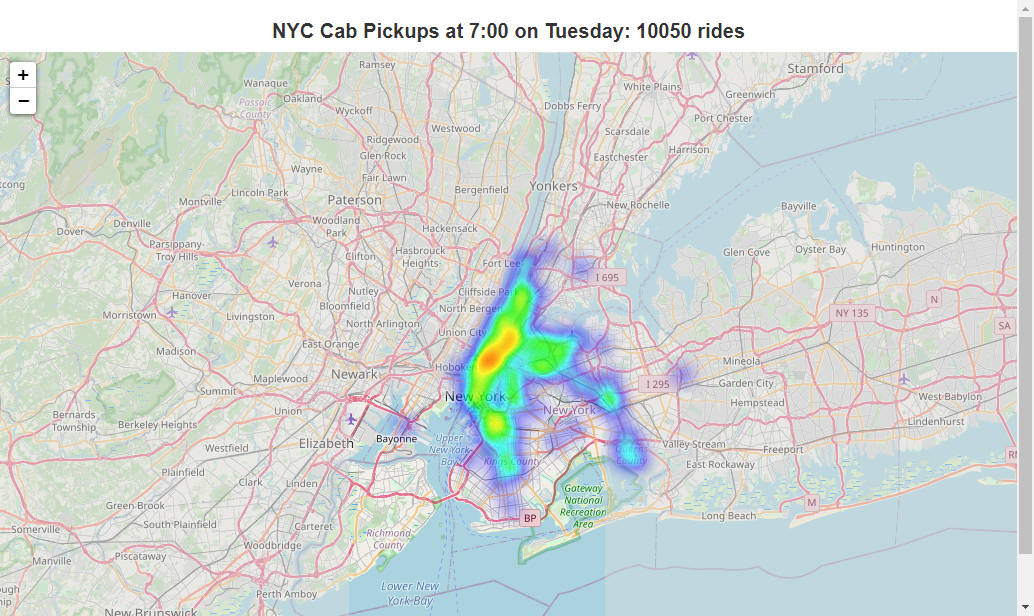 NYC Cab Pickups at 7:00 on Tuesday: 10050 rides
+
−
Ramsey
Stamford
Wanaque
White Plains
Greenwich
Passaic
County
Oakland
Wyckoff
Dobbs Ferry
Port Chester
Westwood
Scarsdale
Ridgewood
Glen Rock
Eastchester
Harrison
Wayne
Fair Lawn
Bergenfield
Yonkers
Lincoln Park
Montville
Paterson
New Rochelle
Bayville
Denville
Dover
Woodland
Park
Hackensack
Parsippany-
Troy Hills
Clifton
Hasbrouck
Heights
Fort Lee
Glen Cove
Oyster Bay
Huntington
I 695
Verona
Nutley
Cliffside Park
Hanover
Bloomfield
North Bergen
N
Morristown
Livingston
North Arlington
NY 135
SA
East Orange
Union City
Madison
Newark
Hoboken
Mineola
Maplewood
I 295
Garden City
Summit
New York
Hempstead
West Babylon
Bernards
Township
Union
New York
Berkeley Heights
Lindenhurst
Elizabeth
Bayonne
Upper
New York
Bay
Valley Stream
Freeport
Westfield
Kings County
Queens
County
East Rockaway
Plainfield
Clark
Linden
Gateway
National
Recreation
Area
Green Brook
M
South Plainfield
Carteret
BP
Long Beach
Somerville
Richmond
County
Woodbridge
Piscataway
Manville
Perth Amboy
Lower New
York Bay
New Brunswick